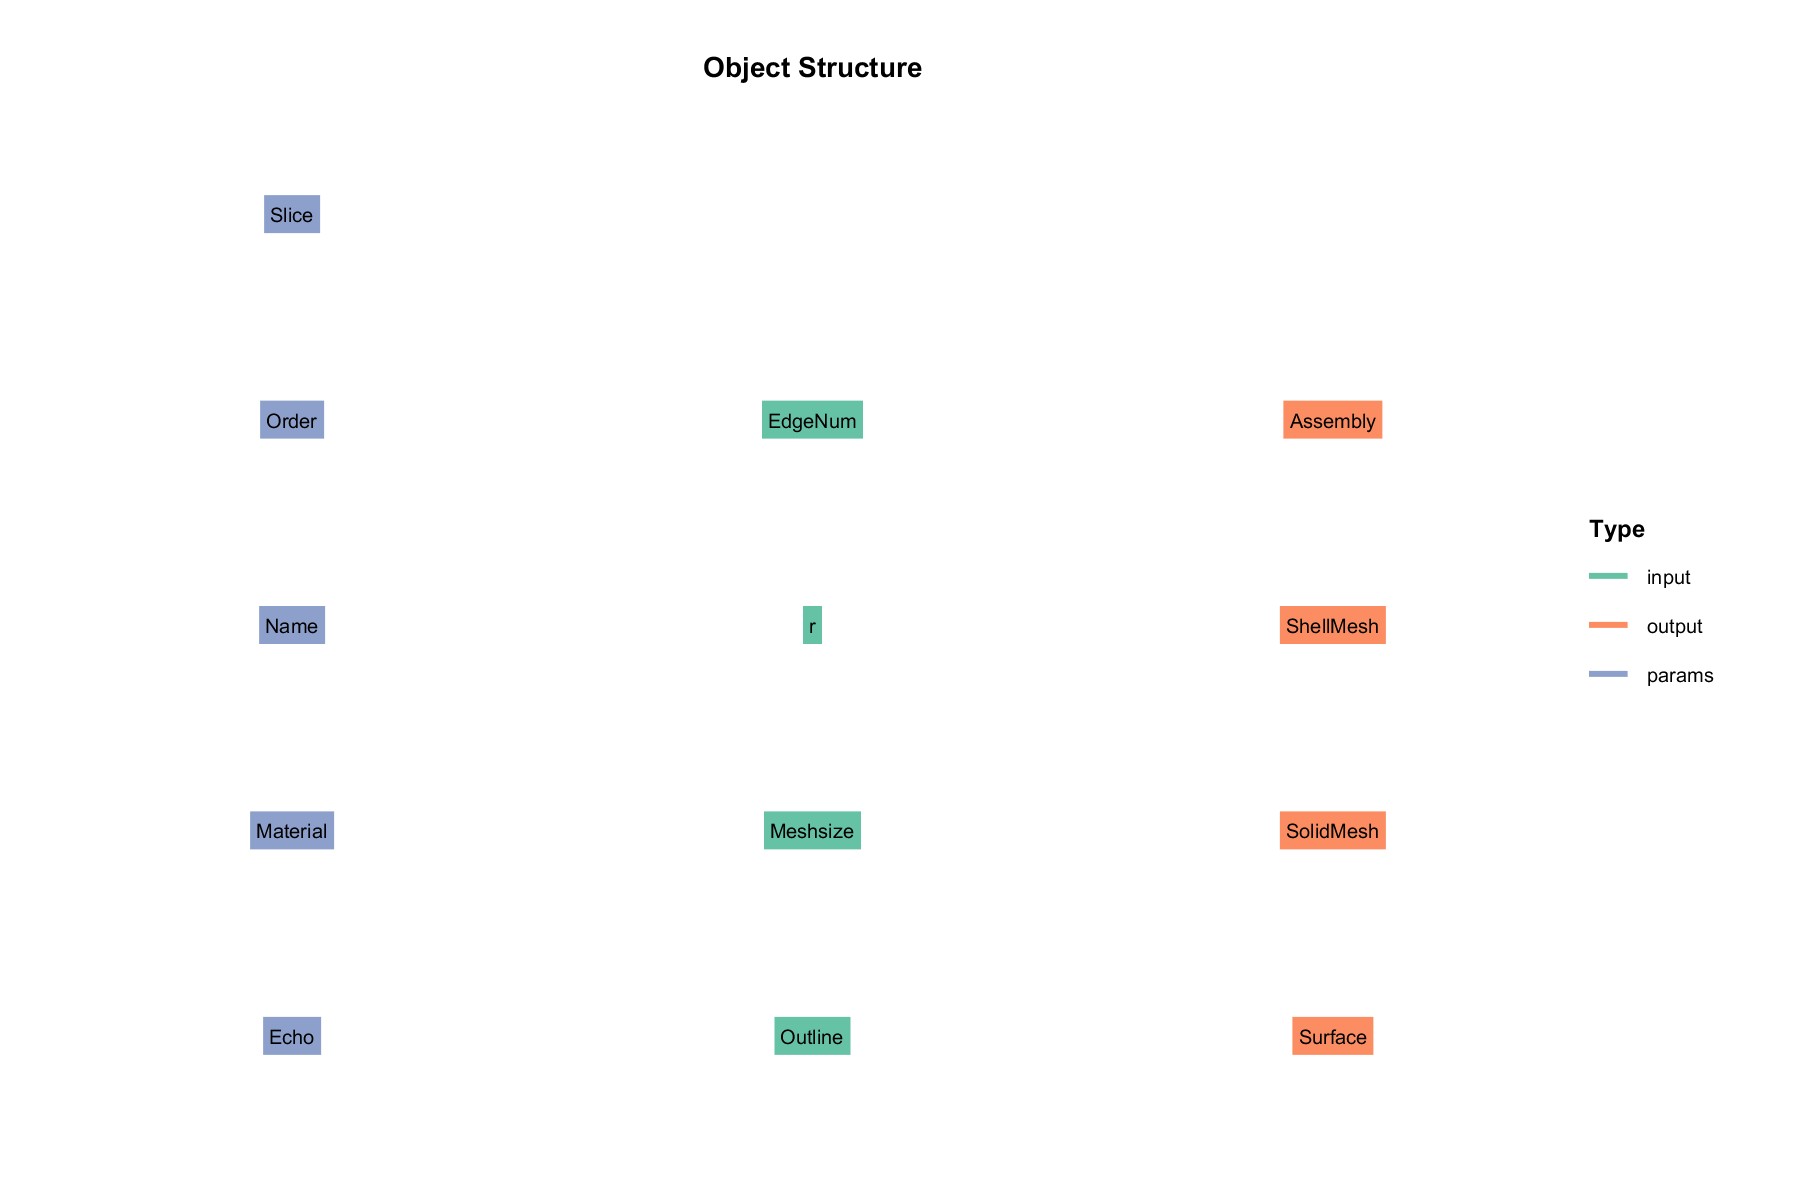 Object Structure
Slice
Order
EdgeNum
Assembly
Name
r
ShellMesh
Material
Meshsize
SolidMesh
Echo
Outline
Surface
Type
input
output
params